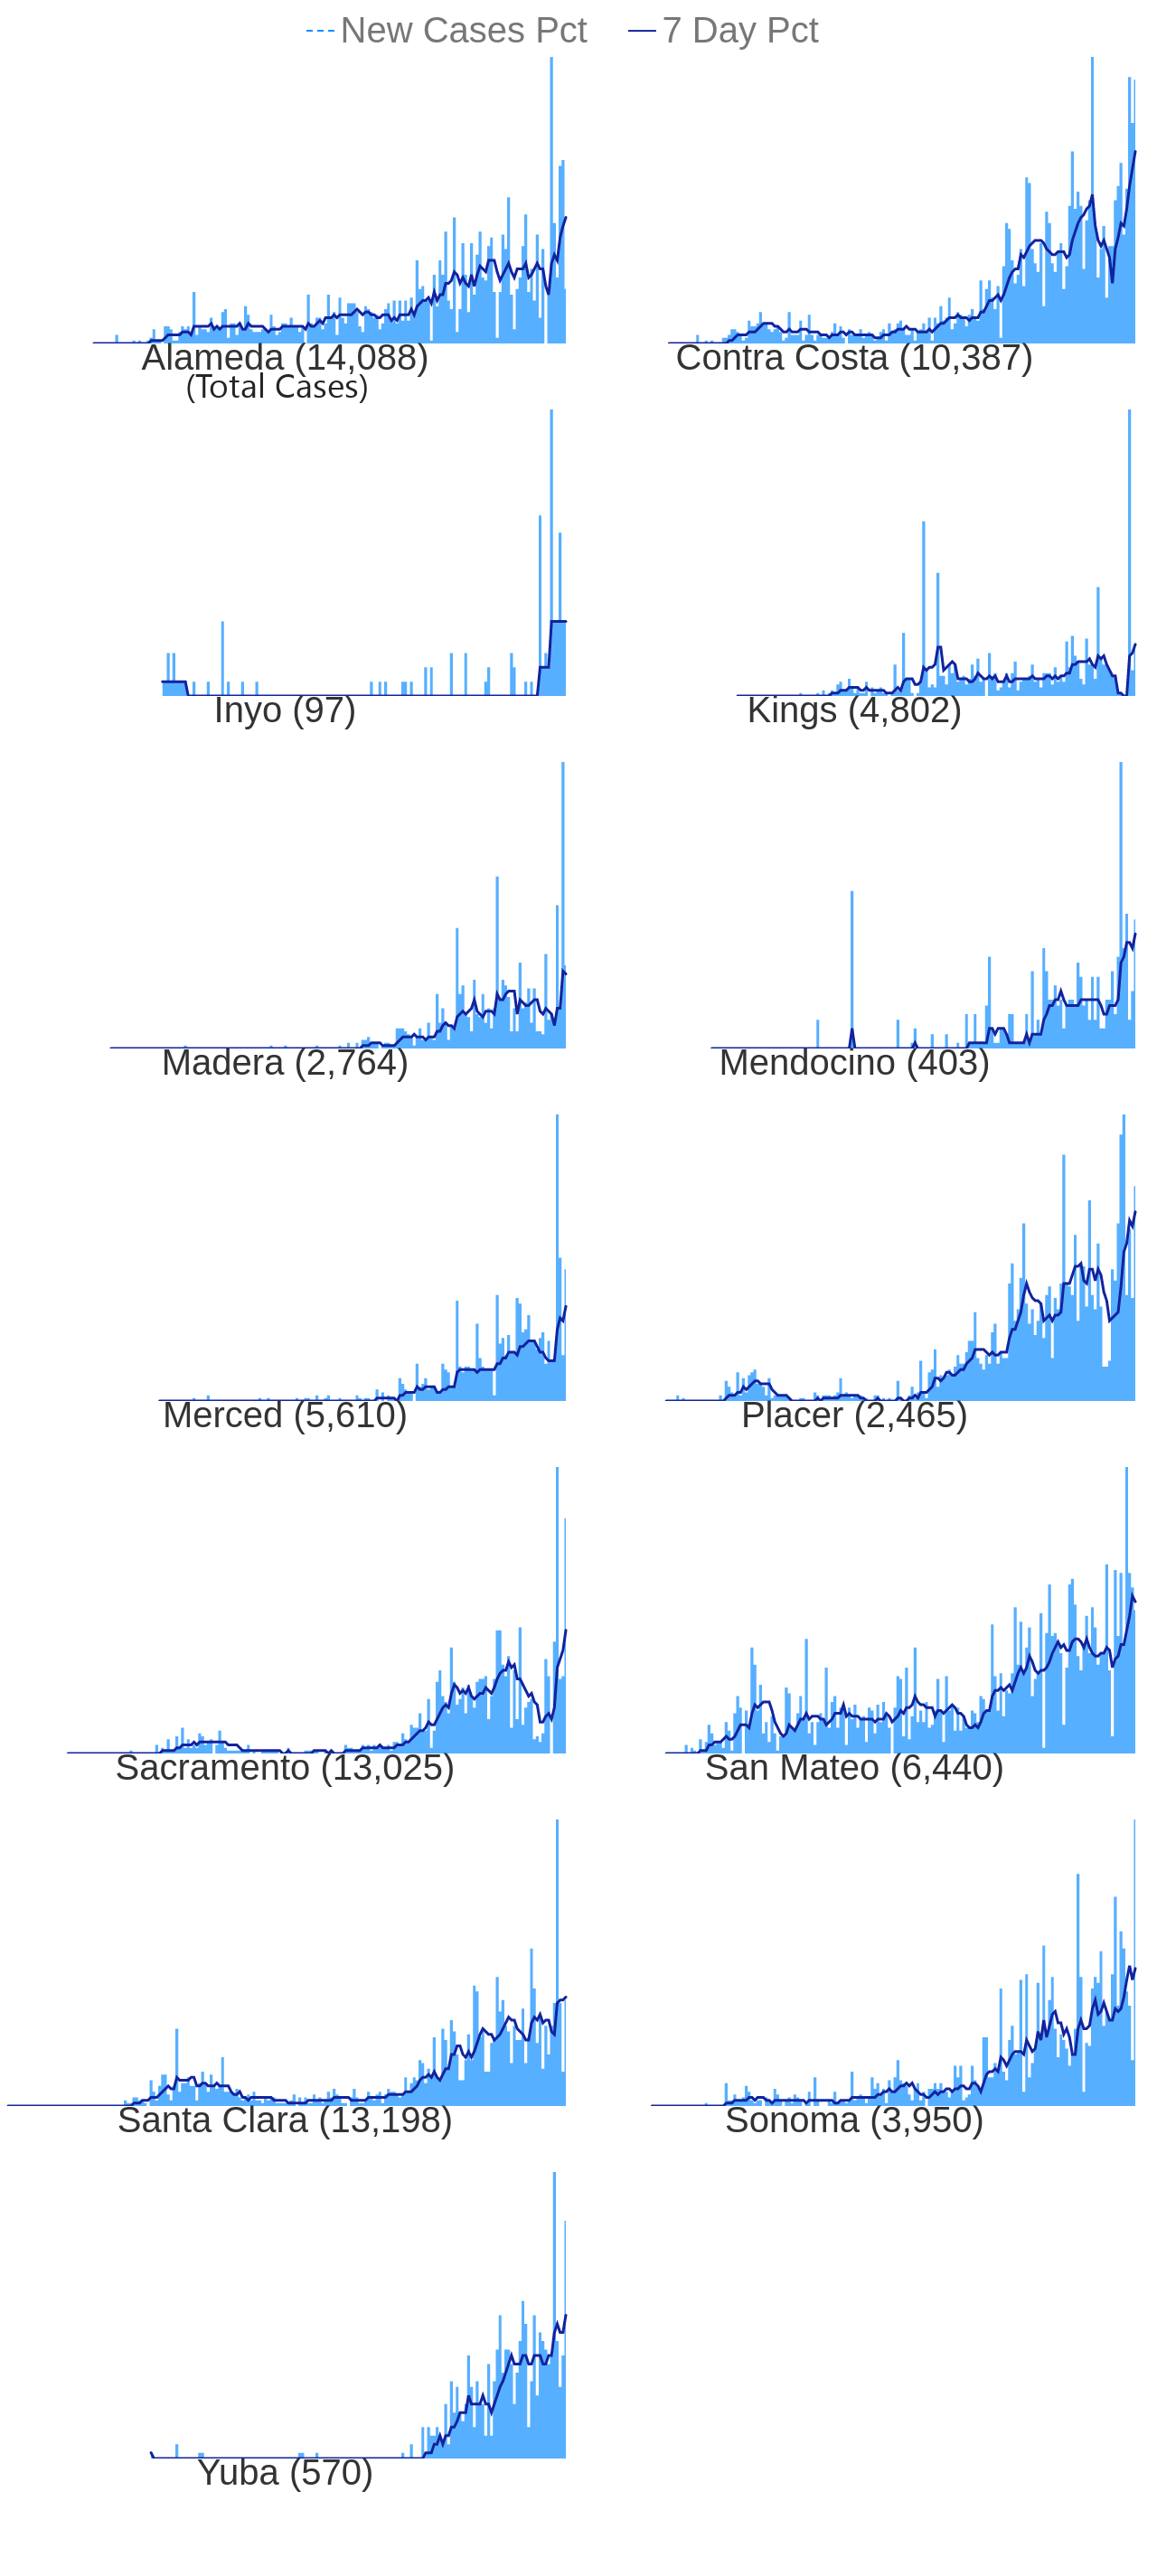 New Cases Pct 7 Day Pct
Alameda (14,088) Contra Costa (10,387)
(Total Cases)
Inyo (97) Kings (4,802)
Madera (2,764) Mendocino (403)
Merced (5,610) Placer (2,465)
Sacramento (13,025) San Mateo (6,440)
Santa Clara (13,198) Sonoma (3,950)
Yuba (570)